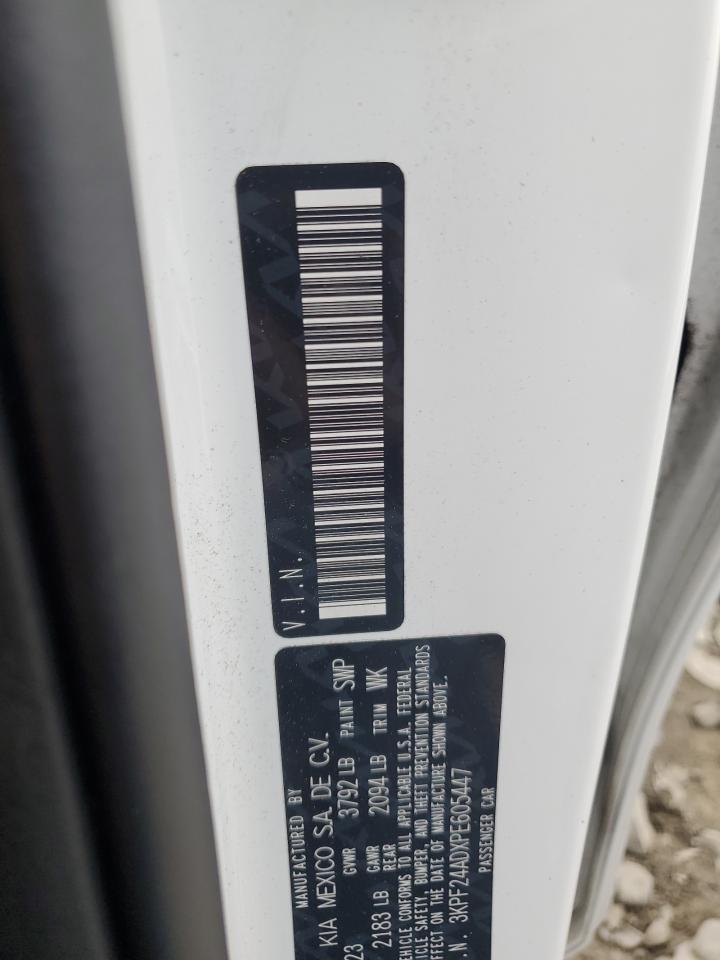 V.I.N.
MANUFACTURED BY
KIA MEXICO S.A. DE C.V.
23 GVWR 3792 LB PAINT SWP
2183 LB GAWR REAR 2094 LB TRIM WK
VEHICLE CONFORMS TO ALL APPLICABLE U.S.A. FEDERAL
VEHICLE SAFETY, BUMPER, AND THEFT PREVENTION STANDARDS
EFFECT ON THE DATE OF MANUFACTURE SHOWN ABOVE.
.N. 3KPF24ADXPE605447
PASSENGER CAR